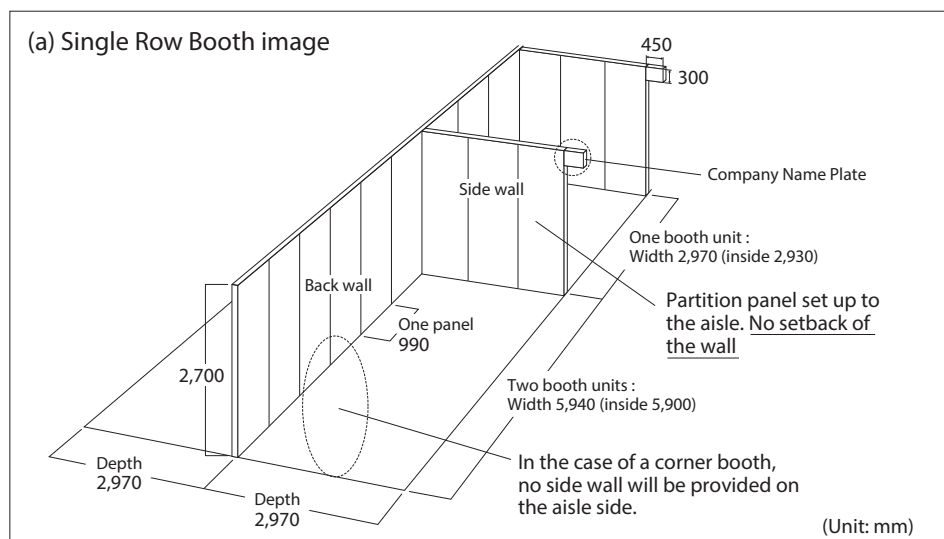 (a) Single Row Booth image
450
300
Company Name Plate
Side wall
One booth unit :
Width 2,970 (inside 2,930)
Back wall
Partition panel set up to
the aisle. No setback of
the wall
One panel
990
2,700
Two booth units :
Width 5,940 (inside 5,900)
Depth
2,970
Depth
2,970
In the case of a corner booth,
no side wall will be provided on
the aisle side.
(Unit: mm)